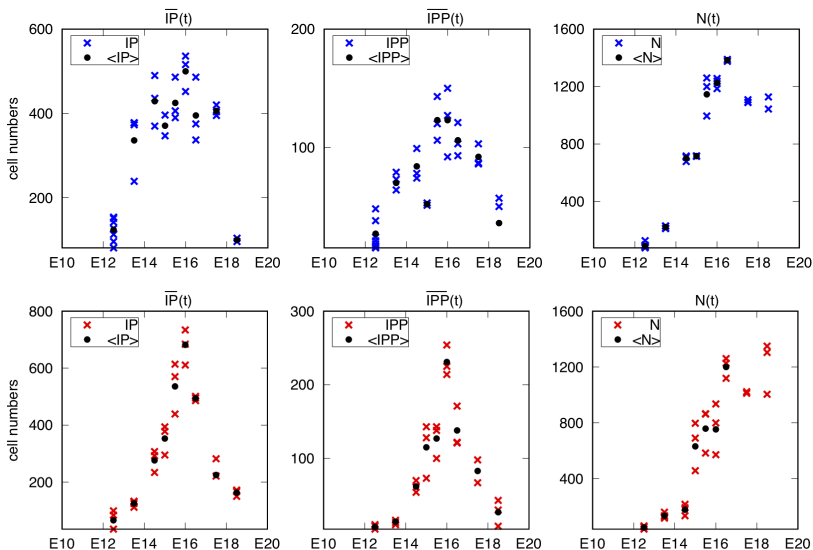 IP(t)
IPP(t)
N(t)
600
400
200
cell numbers
IP
<IP>
E10 E12 E14 E16 E18 E20
200
100
IPP
<IPP>
E10 E12 E14 E16 E18 E20
1600
1200
800
400
N
<N>
E10 E12 E14 E16 E18 E20
IP(t)
IPP(t)
N(t)
800
600
400
200
cell numbers
IP
<IP>
E10 E12 E14 E16 E18 E20
300
200
100
IPP
<IPP>
E10 E12 E14 E16 E18 E20
1600
1200
800
400
N
<N>
E10 E12 E14 E16 E18 E20